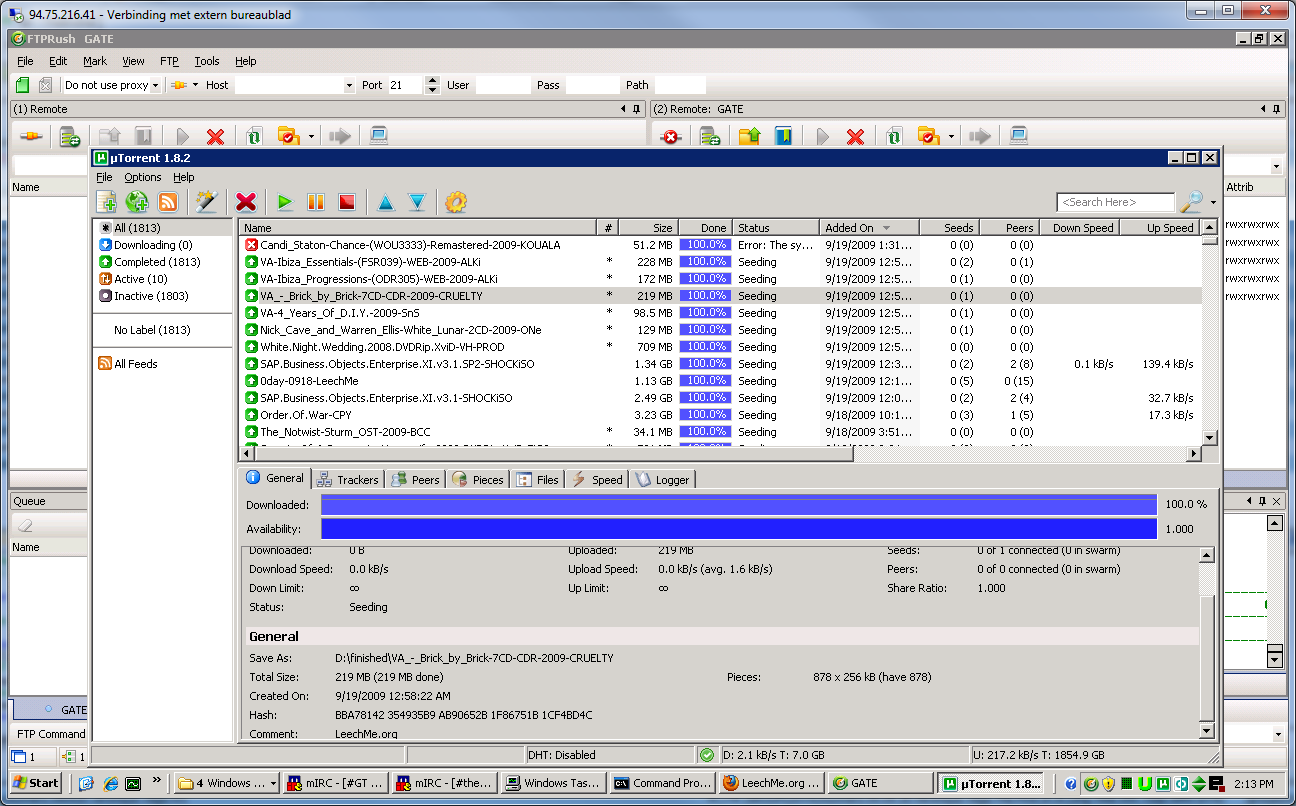 94.75.216.41 - Verbinding met extern bureaublad
FTPRush GATE
File Edit Mark View FTP Tools Help
Do not use proxy Host Port 21 User Pass Path
(1) Remote (2) Remote: GATE
µTorrent 1.8.2
File Options Help
<Search Here>
Name Attrib
All (1813)
Downloading (0)
Completed (1813)
Active (10)
Inactive (1803)
No Label (1813)
All Feeds
Name # Size Done Status Added On Seeds Peers Down Speed Up Speed
Candi_Staton-Chance-(WOU3333)-Remastered-2009-KOUALA 51.2 MB 100.0% Error: The sy... 9/19/2009 1:31... 0 (0) 0 (0)
VA-Ibiza_Essentials-(FSR039)-WEB-2009-ALKi * 228 MB 100.0% Seeding 9/19/2009 12:5... 0 (2) 0 (1)
VA-Ibiza_Progressions-(ODR305)-WEB-2009-ALKi * 172 MB 100.0% Seeding 9/19/2009 12:5... 0 (1) 0 (0)
VA_-_Brick_by_Brick-7CD-CDR-2009-CRUELTY * 219 MB 100.0% Seeding 9/19/2009 12:5... 0 (1) 0 (0)
VA-4_Years_Of_D.I.Y.-2009-SnS * 98.5 MB 100.0% Seeding 9/19/2009 12:5... 0 (1) 0 (0)
Nick_Cave_and_Warren_Ellis-White_Lunar-2CD-2009-ONe * 129 MB 100.0% Seeding 9/19/2009 12:5... 0 (1) 0 (0)
White.Night.Wedding.2008.DVDRip.XviD-VH-PROD * 709 MB 100.0% Seeding 9/19/2009 12:5... 0 (0) 0 (0)
SAP.Business.Objects.Enterprise.XI.v3.1.SP2-SHOCKiSO 1.34 GB 100.0% Seeding 9/19/2009 12:3... 0 (2) 2 (8) 0.1 kB/s 139.4 kB/s
0day-0918-LeechMe 1.13 GB 100.0% Seeding 9/19/2009 12:1... 0 (5) 0 (15)
SAP.Business.Objects.Enterprise.XI.v3.1-SHOCKiSO 2.49 GB 100.0% Seeding 9/19/2009 12:0... 0 (2) 2 (4) 32.7 kB/s
Order.Of.War-CPY 3.23 GB 100.0% Seeding 9/18/2009 10:1... 0 (3) 1 (5) 17.3 kB/s
The_Notwist-Sturm_OST-2009-BCC * 34.1 MB 100.0% Seeding 9/18/2009 3:51... 0 (2) 0 (0)
rwxrwxrwx
rwxrwxrwx
rwxrwxrwx
rwxrwxrwx
rwxrwxrwx
General Trackers Peers Pieces Files Speed Logger
Downloaded: 100.0 %
Availability: 1.000
Downloaded: 0 B Uploaded: 219 MB Seeds: 0 of 1 connected (0 in swarm)
Download Speed: 0.0 kB/s Upload Speed: 0.0 kB/s (avg. 1.6 kB/s) Peers: 0 of 0 connected (0 in swarm)
Down Limit: ∞ Up Limit: ∞ Share Ratio: 1.000
Status: Seeding
General
Save As: D:\finished\VA_-_Brick_by_Brick-7CD-CDR-2009-CRUELTY
Total Size: 219 MB (219 MB done) Pieces: 878 x 256 kB (have 878)
Created On: 9/19/2009 12:58:22 AM
Hash: BBA78142 354935B9 AB90652B 1F86751B 1CF4BD4C
Comment: LeechMe.org
Queue
Name
GATE
FTP Command
1 1
DHT: Disabled D: 2.1 kB/s T: 7.0 GB U: 217.2 kB/s T: 1854.9 GB
Start » 4 Windows ... mIRC - [#GT ... mIRC - [#the... Windows Tas... Command Pro... LeechMe.org ... GATE µTorrent 1.8... 2:13 PM